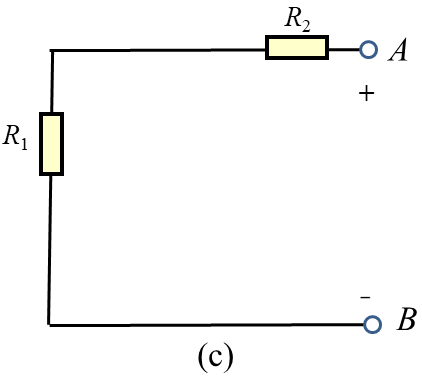 R₂
A
+
R₁
-
B
(c)